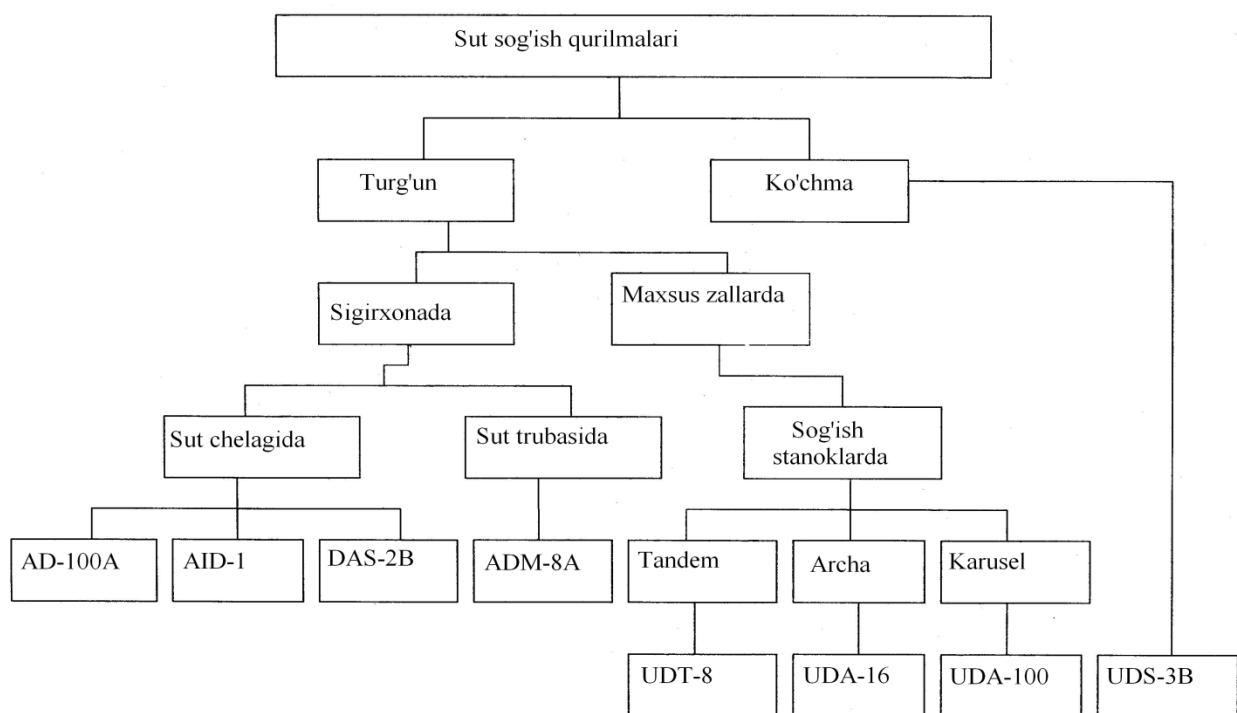 Sut sog'ish qurilmalari
Turg'un
Ko'chma
Sigirxonada
Maxsus zallarda
Sut chelagida
Sut trubasida
Sog'ish
stanoklarda
AD-100A
AID-1
DAS-2B
ADM-8A
Tandem
Archa
Karusel
UDT-8
UDA-16
UDA-100
UDS-3B